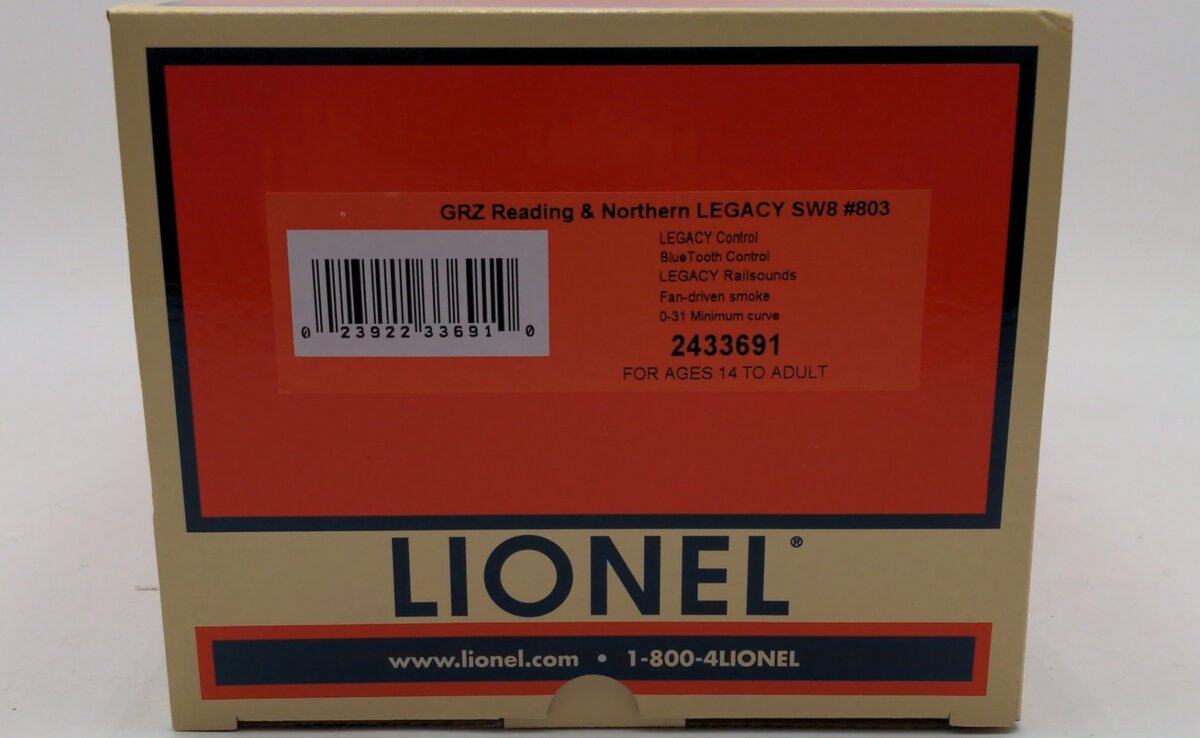 GRZ Reading & Northern LEGACY SW8 #803
LEGACY Control
BlueTooth Control
LEGACY Railsounds
Fan-driven smoke
0-31 Minimum curve
0 23922 33691 0
2433691
FOR AGES 14 TO ADULT
LIONEL®
www.lionel.com • 1-800-4LIONEL